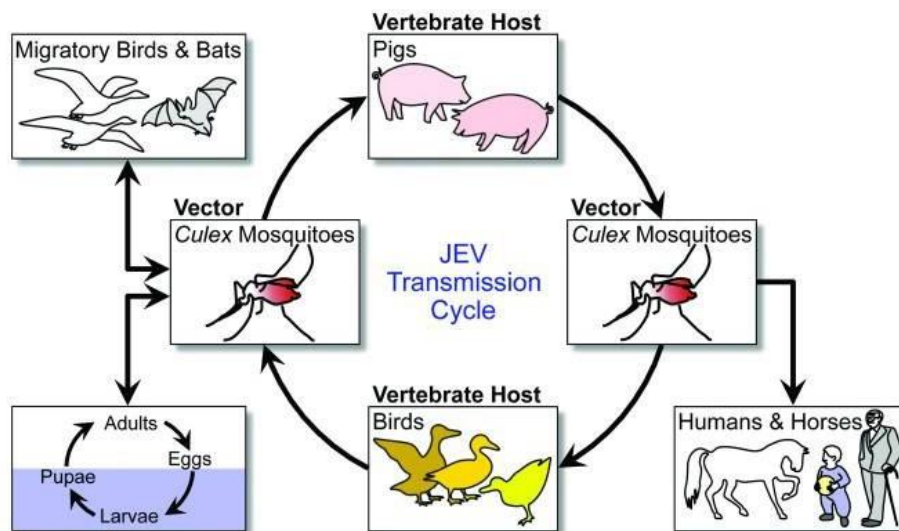 Vertebrate Host
Migratory Birds & Bats
Pigs
Vector
Culex Mosquitoes
JEV
Transmission
Cycle
Vector
Culex Mosquitoes
Vertebrate Host
Birds
Humans & Horses
Adults
Eggs
Pupae
Larvae